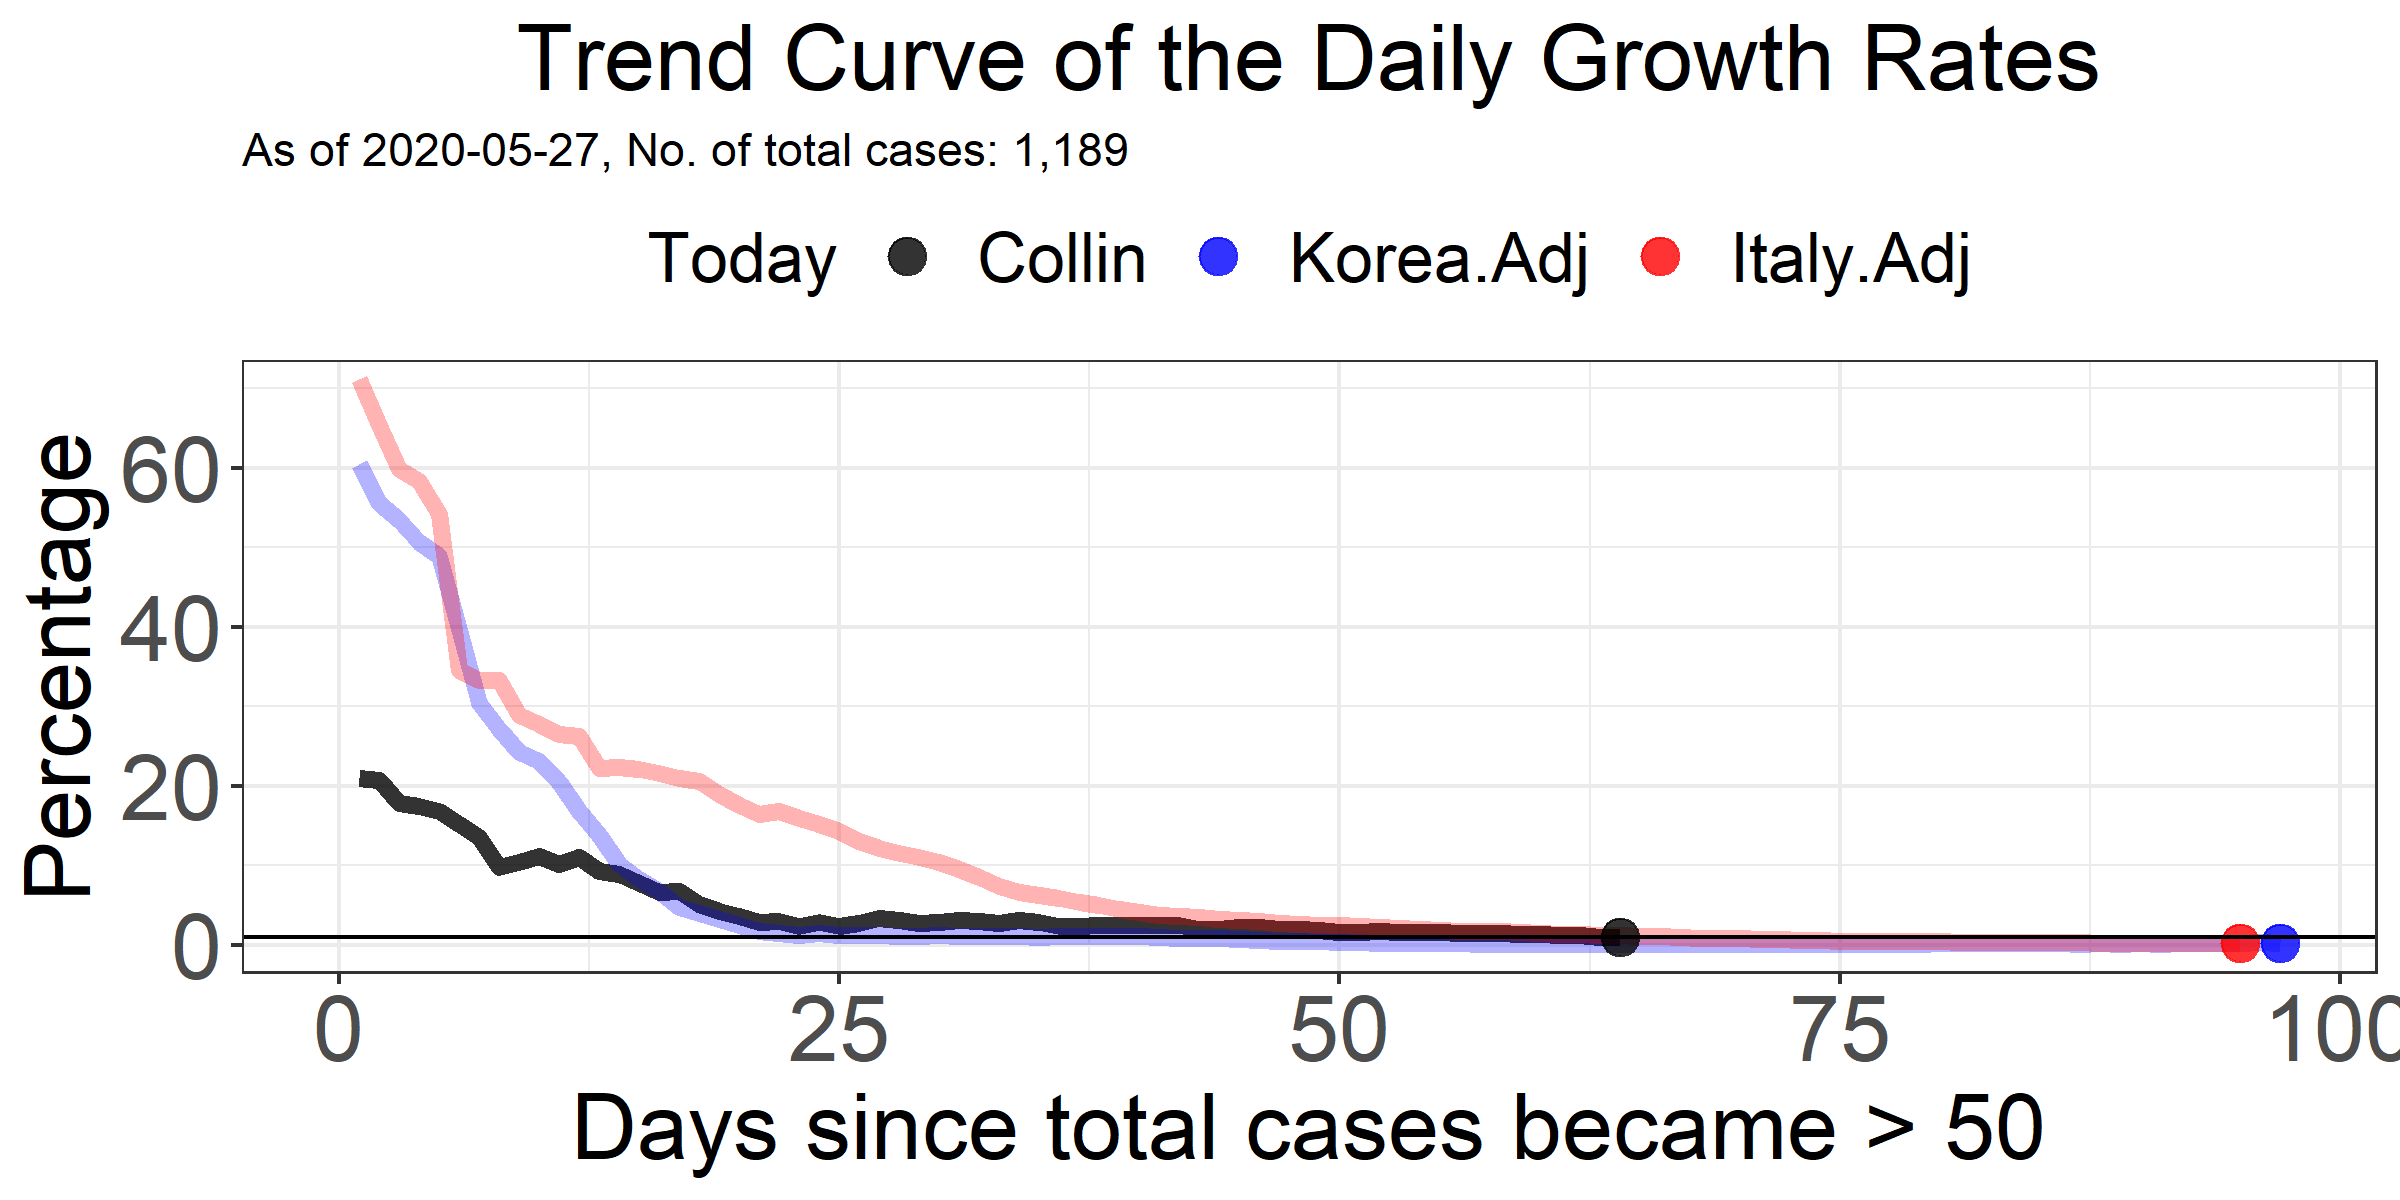 Trend Curve of the Daily Growth Rates
As of 2020-05-27, No. of total cases: 1,189
Today Collin Korea.Adj Italy.Adj
Percentage
60
40
20
0
0 25 50 75 100
Days since total cases became > 50